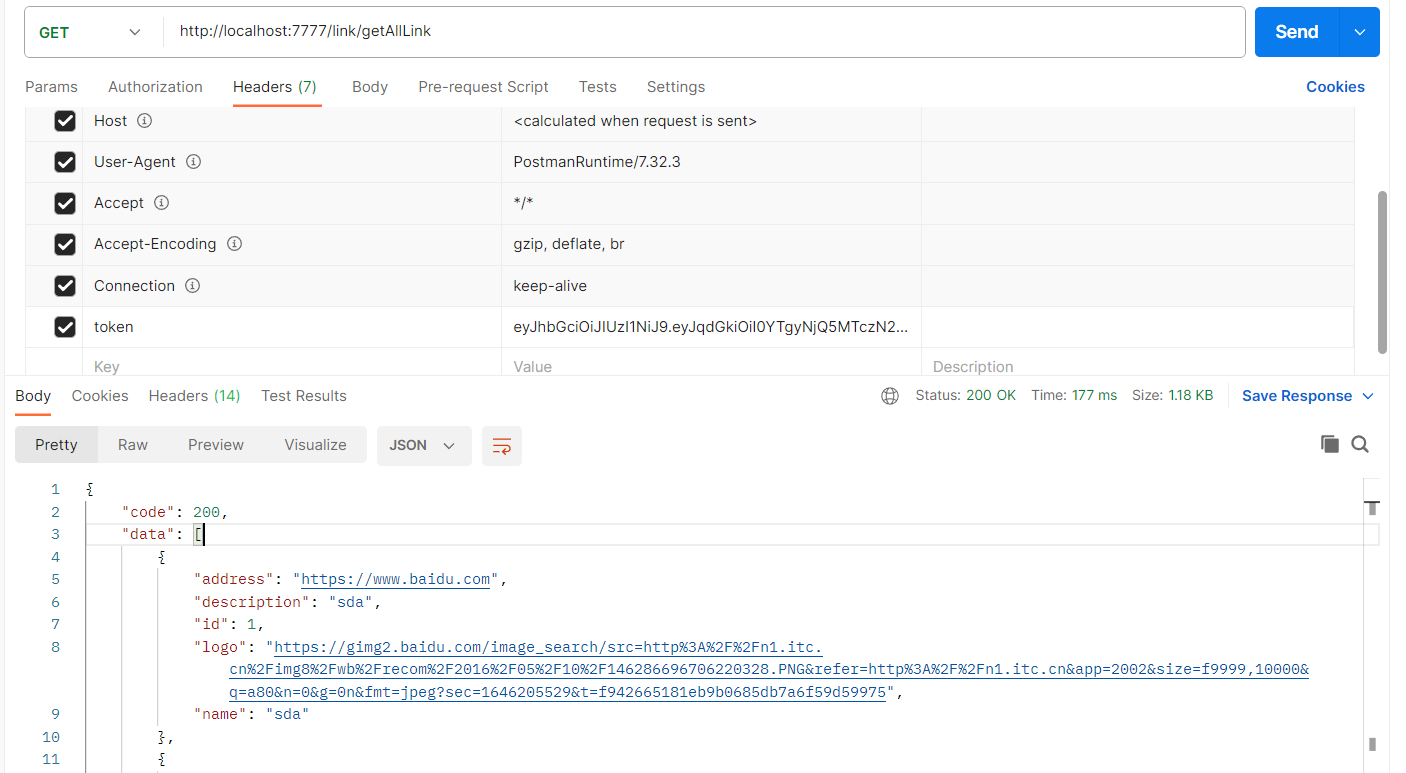 GET http://localhost:7777/link/getAllLink Send
Params Authorization Headers (7) Body Pre-request Script Tests Settings Cookies
Host <calculated when request is sent>
User-Agent PostmanRuntime/7.32.3
Accept */*
Accept-Encoding gzip, deflate, br
Connection keep-alive
token eyJhbGciOiJIUzI1NiJ9.eyJqdGkiOiI0YTgyNjQ5MTczN2...
Key Value Description
Body Cookies Headers (14) Test Results Status: 200 OK Time: 177 ms Size: 1.18 KB Save Response
Pretty Raw Preview Visualize JSON
1 {
2 "code": 200,
3 "data": [
4 {
5 "address": "https://www.baidu.com",
6 "description": "sda",
7 "id": 1,
8 "logo": "https://gimg2.baidu.com/image_search/src=http%3A%2F%2Fn1.itc.
cn%2Fimg8%2Fwb%2Frecom%2F2016%2F05%2F10%2F146286696706220328.PNG&refer=http%3A%2F%2Fn1.itc.cn&app=2002&size=f9999,10000&
q=a80&n=0&g=0n&fmt=jpeg?sec=1646205529&t=f942665181eb9b0685db7a6f59d59975",
9 "name": "sda"
10 },
11 {